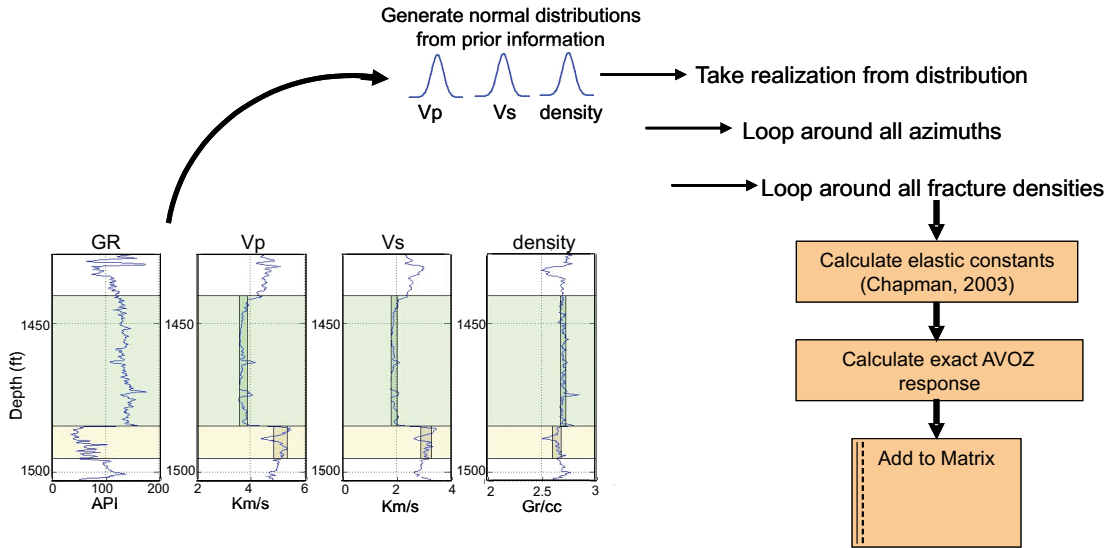 Generate normal distributions
from prior information
Vp Vs density
Take realization from distribution
Loop around all azimuths
Loop around all fracture densities
Calculate elastic constants
(Chapman, 2003)
Calculate exact AVOZ
response
Add to Matrix
GR Vp Vs density
Depth (ft)
1450 1450 1450 1450
1500 1500 1500 1500
0 100 200 2 4 6 0 2 4 2 2.5 3
API Km/s Km/s Gr/cc